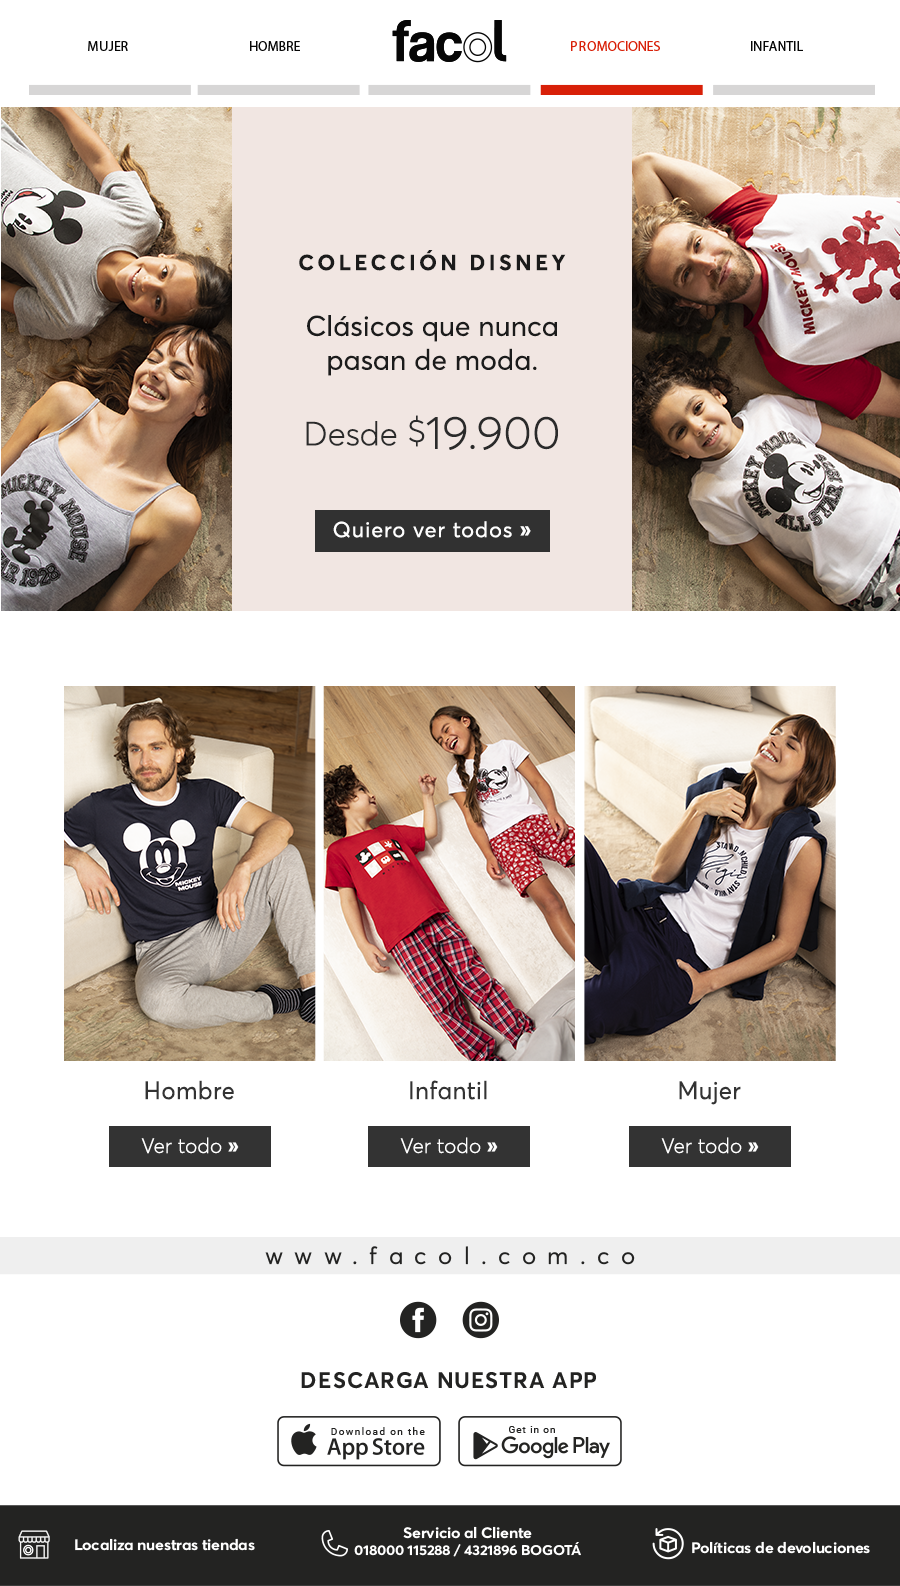 MUJER
HOMBRE
facol
PROMOCIONES
INFANTIL
COLECCIÓN DISNEY
Clásicos que nunca
pasan de moda.
Desde $19.900
Quiero ver todos »
MICKEY MOUSE
1928
MICKEY MOUSE
MICKEY MOUSE
ALL STAR
MICKEY
MOUSE
STAY WILD
Hombre
Infantil
Mujer
Ver todo »
Ver todo »
Ver todo »
www.facol.com.co
DESCARGA NUESTRA APP
Download on the
App Store
Get in on
Google Play
Localiza nuestras tiendas
Servicio al Cliente
018000 115288 / 4321896 BOGOTÁ
Políticas de devoluciones